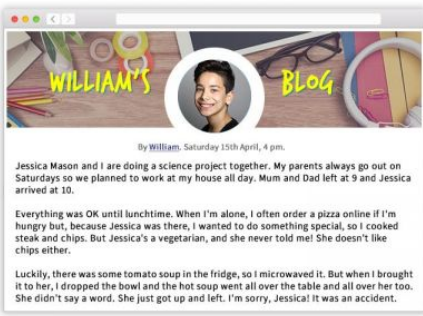 WILLIAM'S BLOG
By William. Saturday 15th April, 4 pm.
Jessica Mason and I are doing a science project together. My parents always go out on
Saturdays so we planned to work at my house all day. Mum and Dad left at 9 and Jessica
arrived at 10.
Everything was OK until lunchtime. When I'm alone, I often order a pizza online if I'm
hungry but, because Jessica was there, I wanted to do something special, so I cooked
steak and chips. But Jessica's a vegetarian, and she never told me! She doesn't like
chips either.
Luckily, there was some tomato soup in the fridge, so I microwaved it. But when I brought
it to her, I dropped the bowl and the hot soup went all over the table and all over her too.
She didn't say a word. She just got up and left. I'm sorry, Jessica! It was an accident.